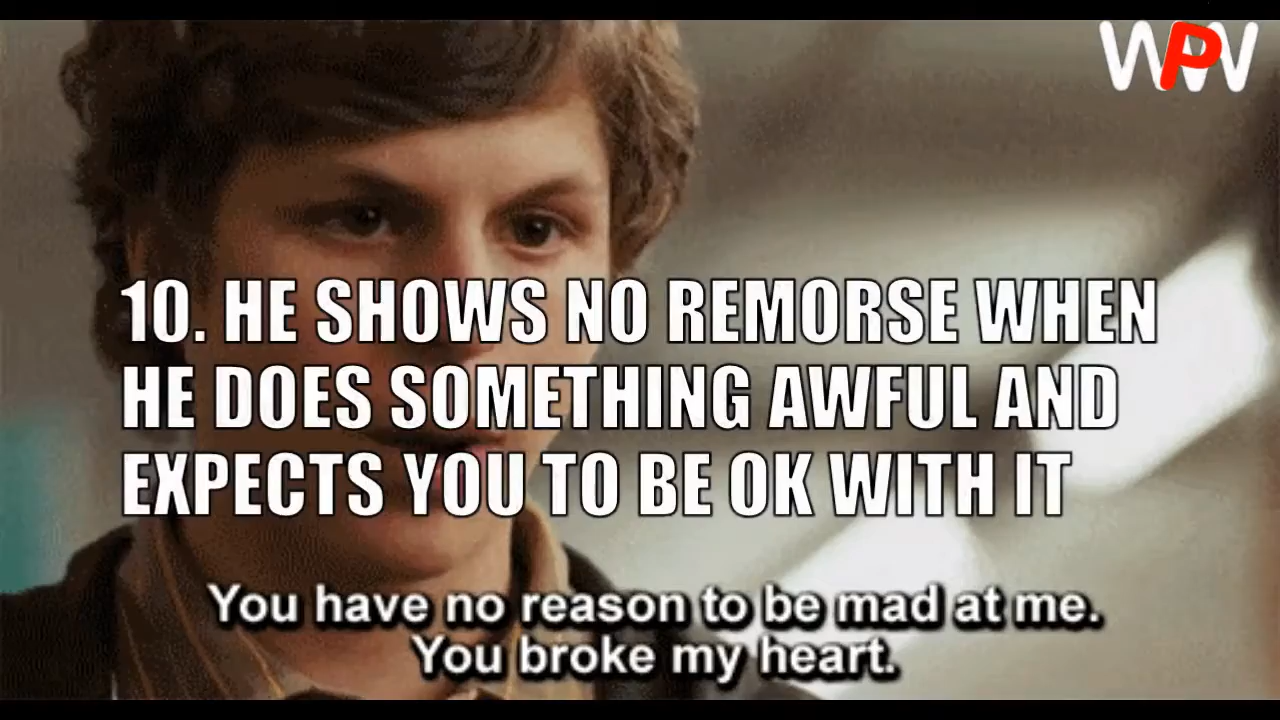 WPW
10. HE SHOWS NO REMORSE WHEN
HE DOES SOMETHING AWFUL AND
EXPECTS YOU TO BE OK WITH IT
You have no reason to be mad at me.
You broke my heart.